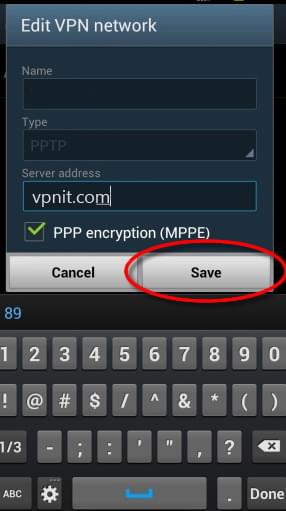 Edit VPN network
Name
Type
PPTP
Server address
vpnit.com
PPP encryption (MPPE)
Cancel Save
89
1 2 3 4 5 6 7 8 9 0
! @ # $ / ^ & * ( )
1/3 - ; : ' " , ?
ABC . Done